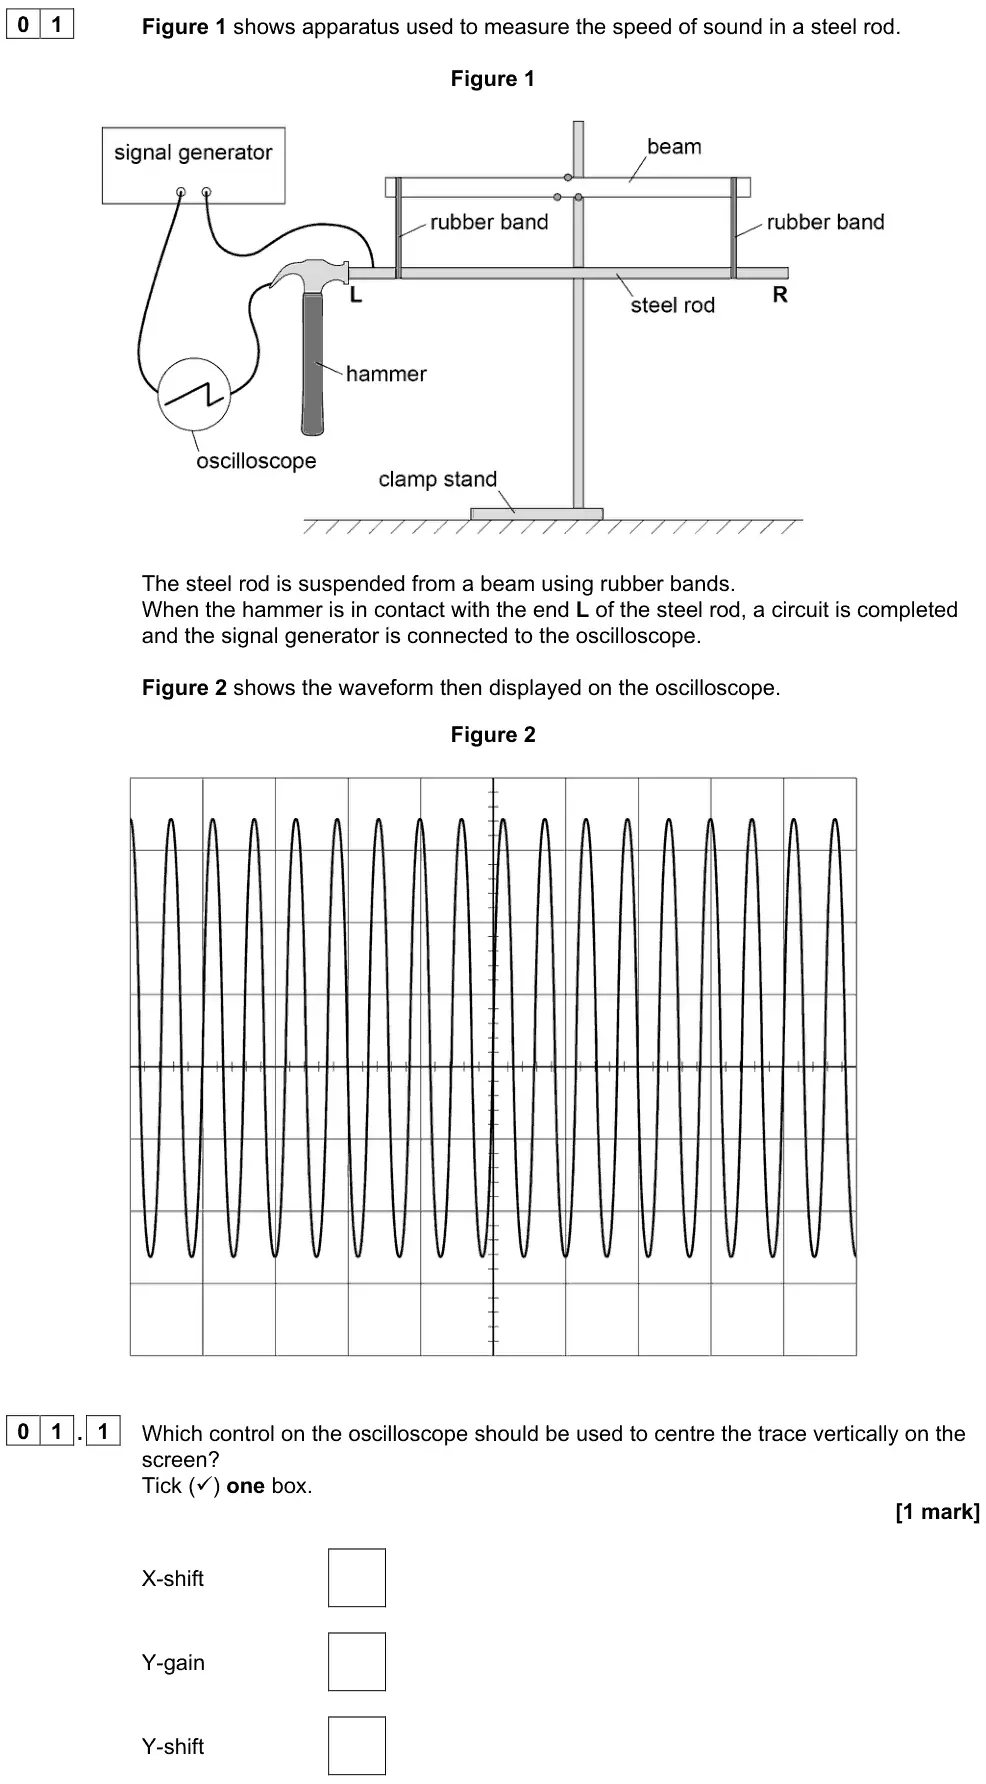 0 1
Figure 1 shows apparatus used to measure the speed of sound in a steel rod.
Figure 1
signal generator
beam
rubber band
rubber band
L
R
steel rod
hammer
oscilloscope
clamp stand
The steel rod is suspended from a beam using rubber bands.
When the hammer is in contact with the end L of the steel rod, a circuit is completed
and the signal generator is connected to the oscilloscope.
Figure 2 shows the waveform then displayed on the oscilloscope.
Figure 2
0 1 . 1 Which control on the oscilloscope should be used to centre the trace vertically on the
screen?
Tick (✓) one box.
[1 mark]
X-shift
Y-gain
Y-shift